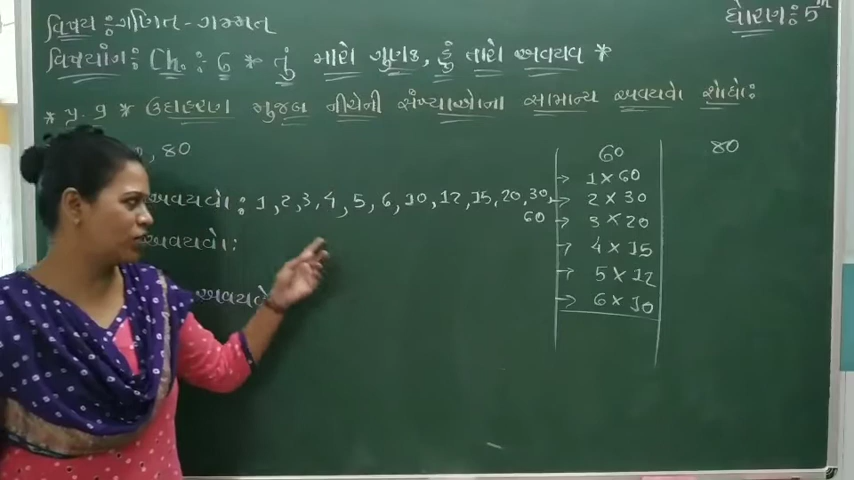 વિષય : ગણિત-ગમ્મત
ધોરણ : 5th
વિષયાંગ : Ch. : 6 * તું મારો ગુણક, હું તારો અવયવ *
* પ્ર. 9 * ઉદાહરણ મુજબ નીચેની સંખ્યાઓના સામાન્ય અવયવો શોધો :
, 80
અવયવો : 1, 2, 3, 4, 5, 6, 10, 12, 15, 20, 30,
60
અવયવો :
અવયવો
60
→ 1 × 60
→ 2 × 30
→ 3 × 20
→ 4 × 15
→ 5 × 12
→ 6 × 10
80